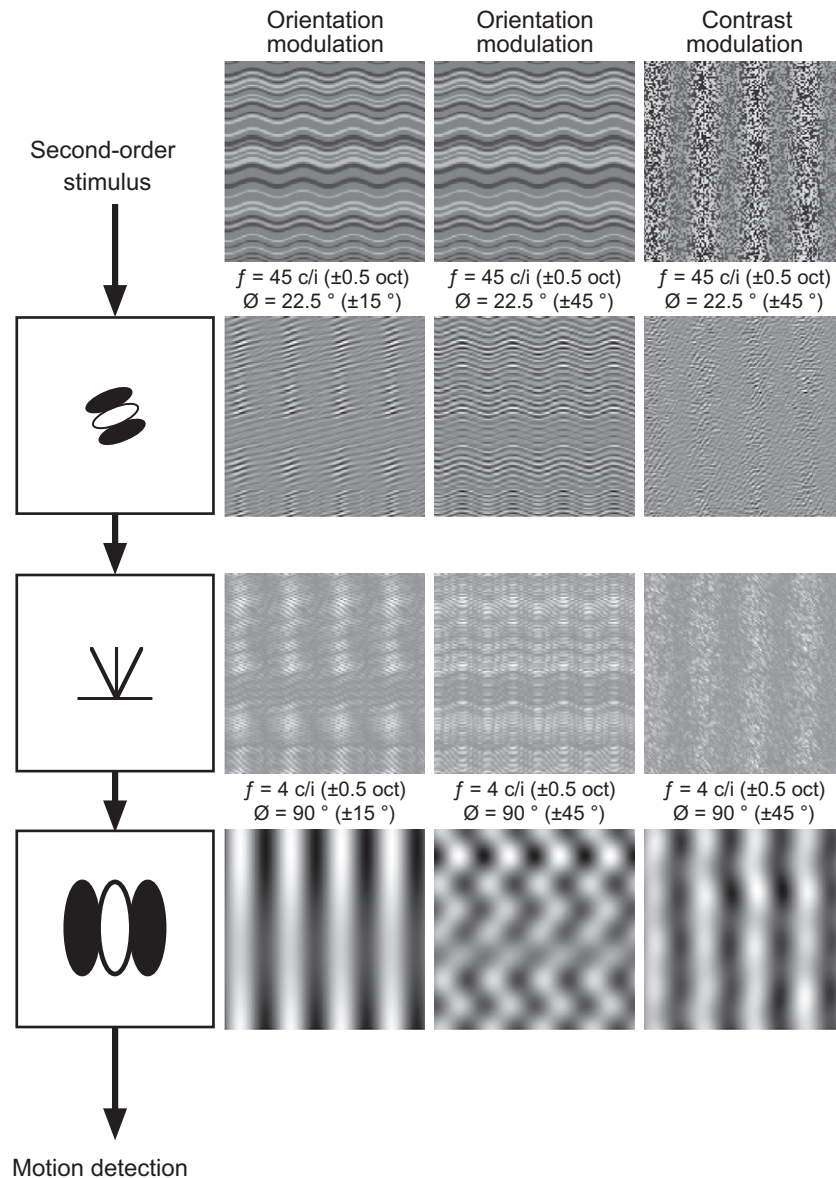 Orientation
modulation
Orientation
modulation
Contrast
modulation
Second-order
stimulus
ƒ = 45 c/i (±0.5 oct)
Ø = 22.5 ° (±15 °)
ƒ = 45 c/i (±0.5 oct)
Ø = 22.5 ° (±45 °)
ƒ = 45 c/i (±0.5 oct)
Ø = 22.5 ° (±45 °)
ƒ = 4 c/i (±0.5 oct)
Ø = 90 ° (±15 °)
ƒ = 4 c/i (±0.5 oct)
Ø = 90 ° (±45 °)
ƒ = 4 c/i (±0.5 oct)
Ø = 90 ° (±45 °)
Motion detection